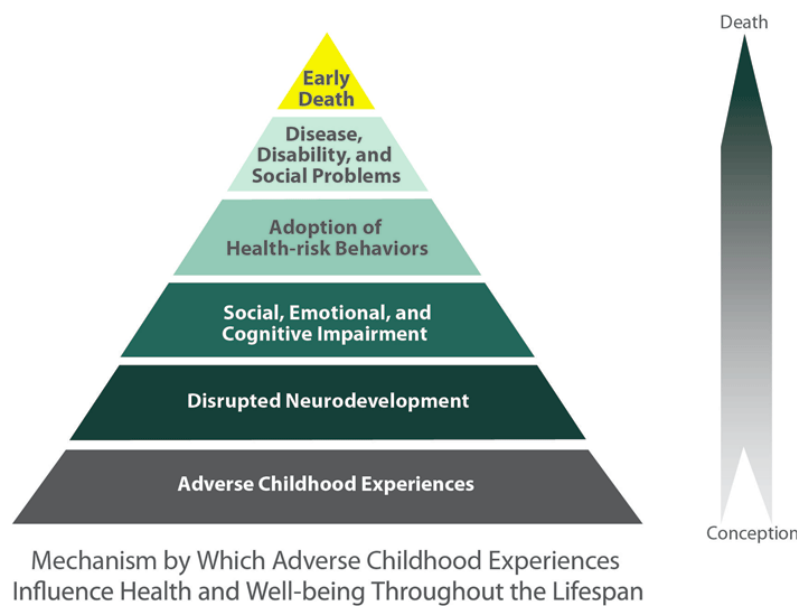 Death
Early
Death
Disease,
Disability, and
Social Problems
Adoption of
Health-risk Behaviors
Social, Emotional, and
Cognitive Impairment
Disrupted Neurodevelopment
Adverse Childhood Experiences
Conception
Mechanism by Which Adverse Childhood Experiences
Influence Health and Well-being Throughout the Lifespan